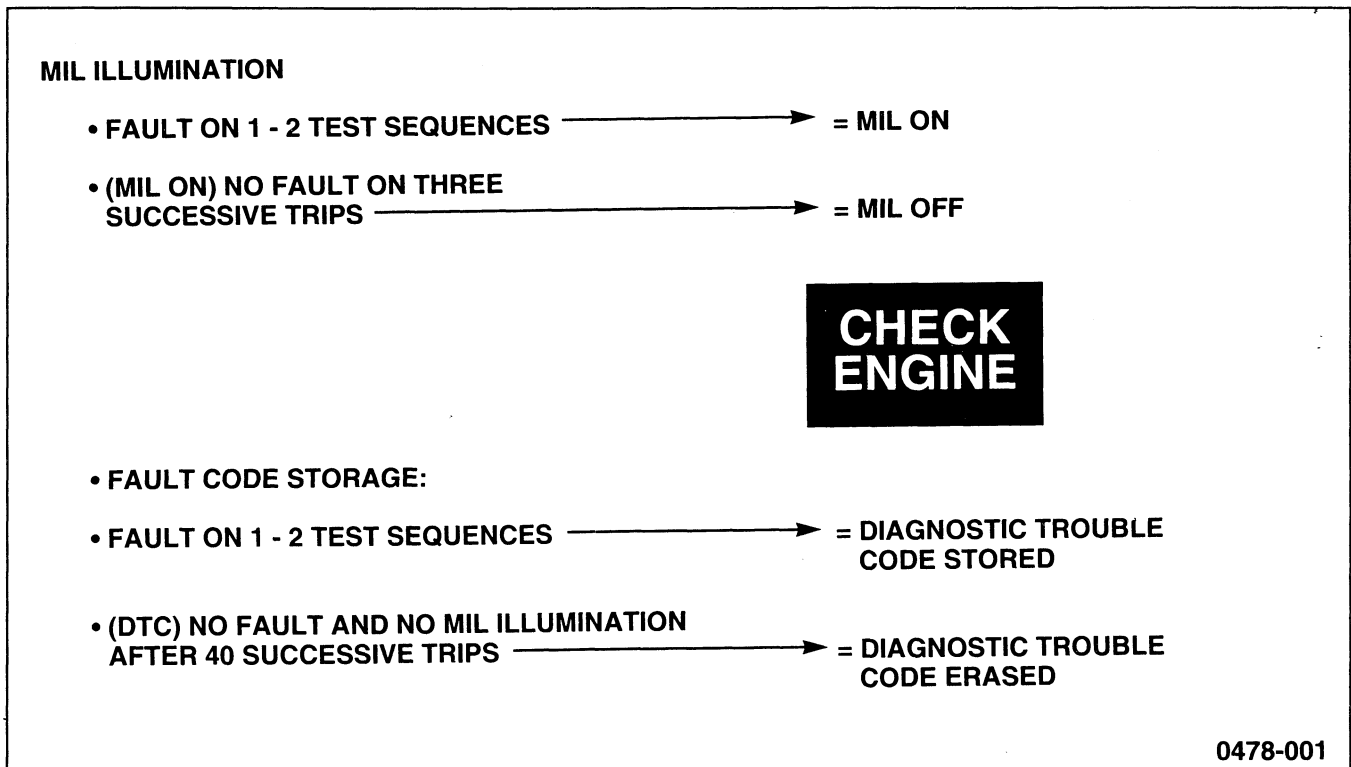 MIL ILLUMINATION
• FAULT ON 1 - 2 TEST SEQUENCES = MIL ON
• (MIL ON) NO FAULT ON THREE
SUCCESSIVE TRIPS = MIL OFF
CHECK
ENGINE
• FAULT CODE STORAGE:
• FAULT ON 1 - 2 TEST SEQUENCES = DIAGNOSTIC TROUBLE
CODE STORED
• (DTC) NO FAULT AND NO MIL ILLUMINATION
AFTER 40 SUCCESSIVE TRIPS = DIAGNOSTIC TROUBLE
CODE ERASED
0478-001